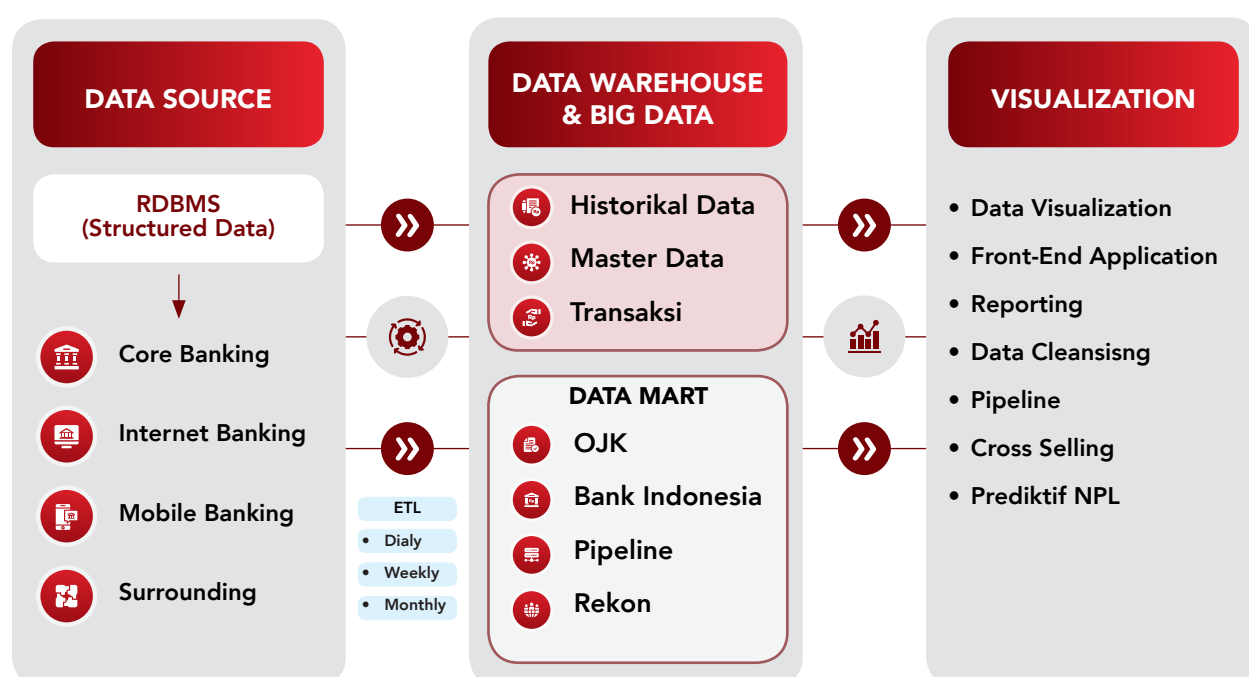 DATA SOURCE
RDBMS
(Structured Data)
Core Banking
Internet Banking
Mobile Banking
Surrounding
ETL
• Dialy
• Weekly
• Monthly
DATA WAREHOUSE
& BIG DATA
Historikal Data
Master Data
Transaksi
DATA MART
OJK
Bank Indonesia
Pipeline
Rekon
VISUALIZATION
• Data Visualization
• Front-End Application
• Reporting
• Data Cleansisng
• Pipeline
• Cross Selling
• Prediktif NPL